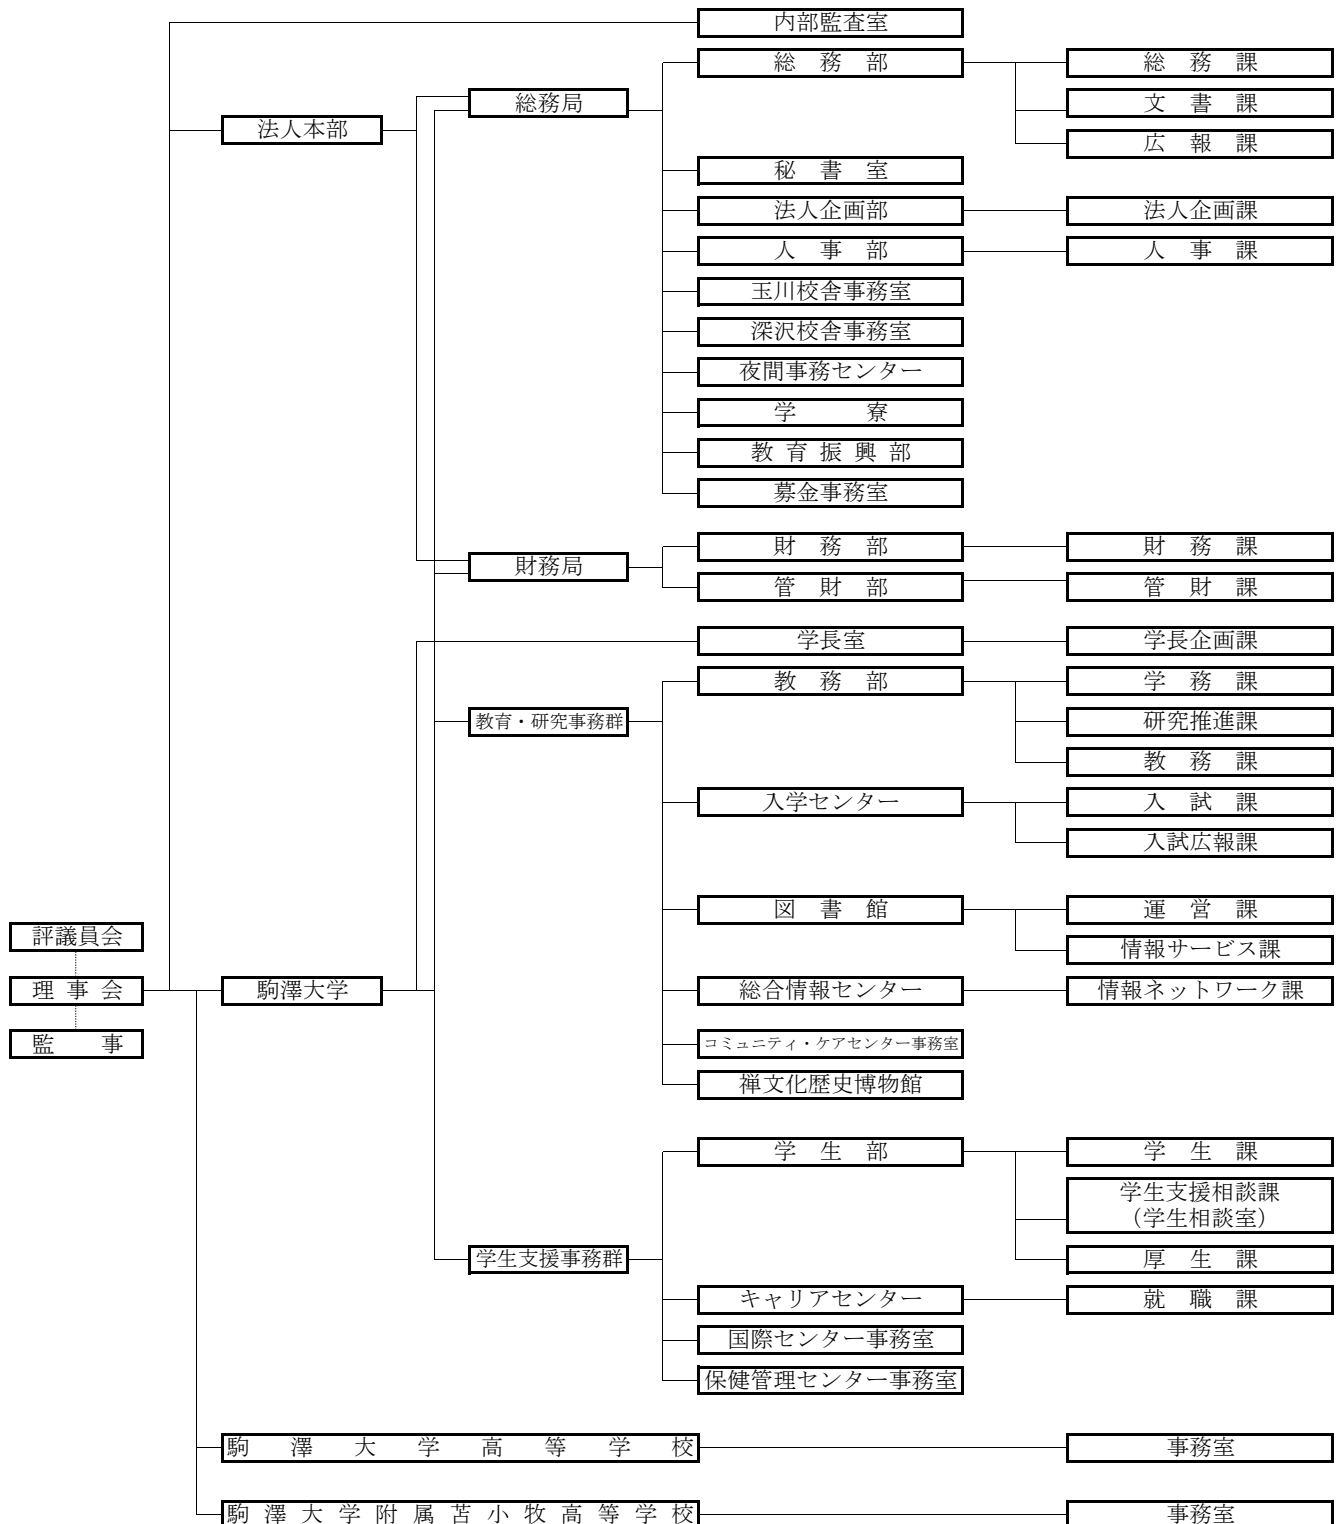 内部監査室
総務部
総務課
総務局
文書課
法人本部
広報課
秘書室
法人企画部
法人企画課
人事部
人事課
玉川校舎事務室
深沢校舎事務室
夜間事務センター
学寮
教育振興部
募金事務室
財務部
財務課
財務局
管財部
管財課
学長室
学長企画課
教務部
学務課
教育・研究事務群
研究推進課
教務課
入学センター
入試課
入試広報課
図書館
運営課
評議員会
情報サービス課
理事会
駒澤大学
総合情報センター
情報ネットワーク課
監事
コミュニティ・ケアセンター事務室
禅文化歴史博物館
学生部
学生課
学生支援相談課
（学生相談室）
学生支援事務群
厚生課
キャリアセンター
就職課
国際センター事務室
保健管理センター事務室
駒澤大学高等学校
事務室
駒澤大学附属苫小牧高等学校
事務室